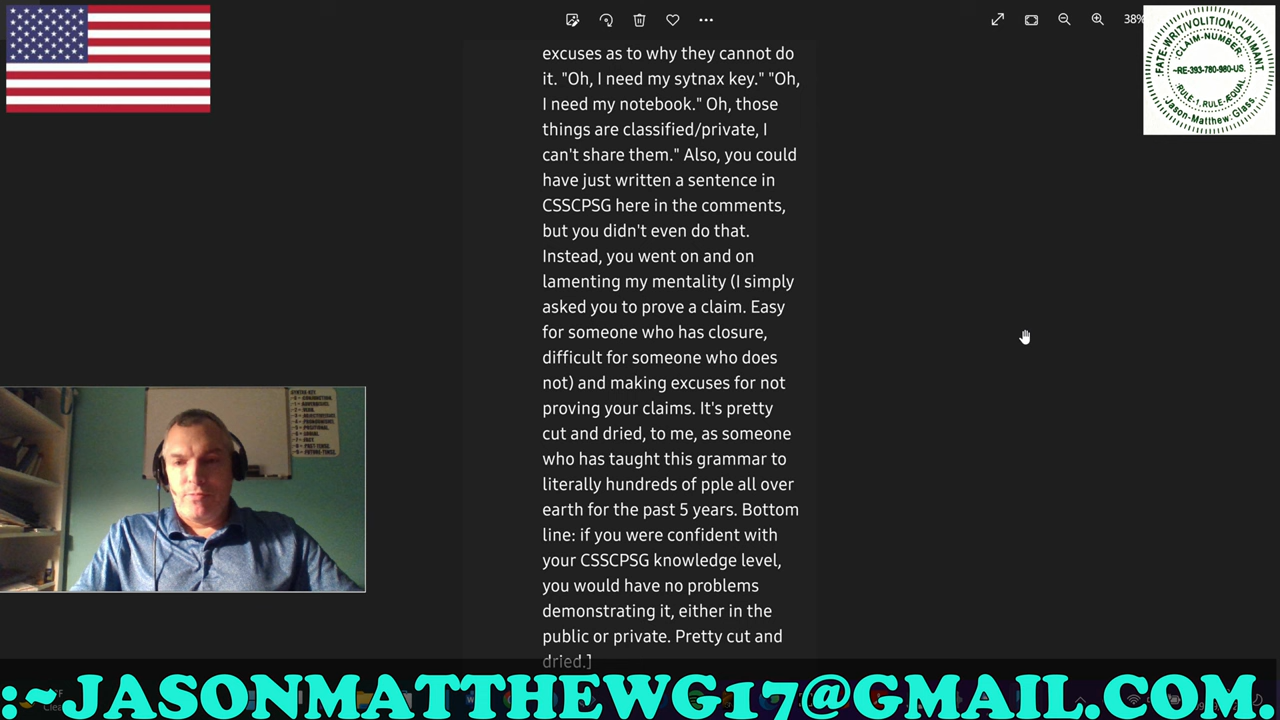 38%
excuses as to why they cannot do
it. "Oh, I need my sytnax key." "Oh,
I need my notebook." Oh, those
things are classified/private, I
can't share them." Also, you could
have just written a sentence in
CSSCPSG here in the comments,
but you didn't even do that.
Instead, you went on and on
lamenting my mentality (I simply
asked you to prove a claim. Easy
for someone who has closure,
difficult for someone who does
not) and making excuses for not
proving your claims. It's pretty
cut and dried, to me, as someone
who has taught this grammar to
literally hundreds of pple all over
earth for the past 5 years. Bottom
line: if you were confident with
your CSSCPSG knowledge level,
you would have no problems
demonstrating it, either in the
public or private. Pretty cut and
dried.]
:FATE-WRIT/VOLITION-CLAIMANT
CLAIM-NUMBER:
~RE-393-780-980-US.
RULE-1, RULE-ÆQUAL.
Jason-Matthew: Glass.
:~ JASONMATTHEWG17@GMAIL.COM.